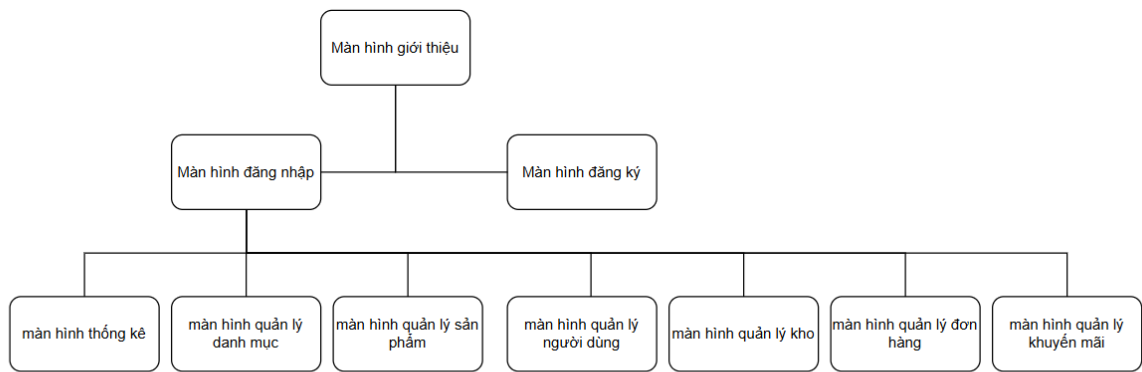 Màn hình giới thiệu
Màn hình đăng nhập
Màn hình đăng ký
màn hình thống kê
màn hình quản lý
danh mục
màn hình quản lý sản
phẩm
màn hình quản lý
người dùng
màn hình quản lý kho
màn hình quản lý đơn
hàng
màn hình quản lý
khuyến mãi